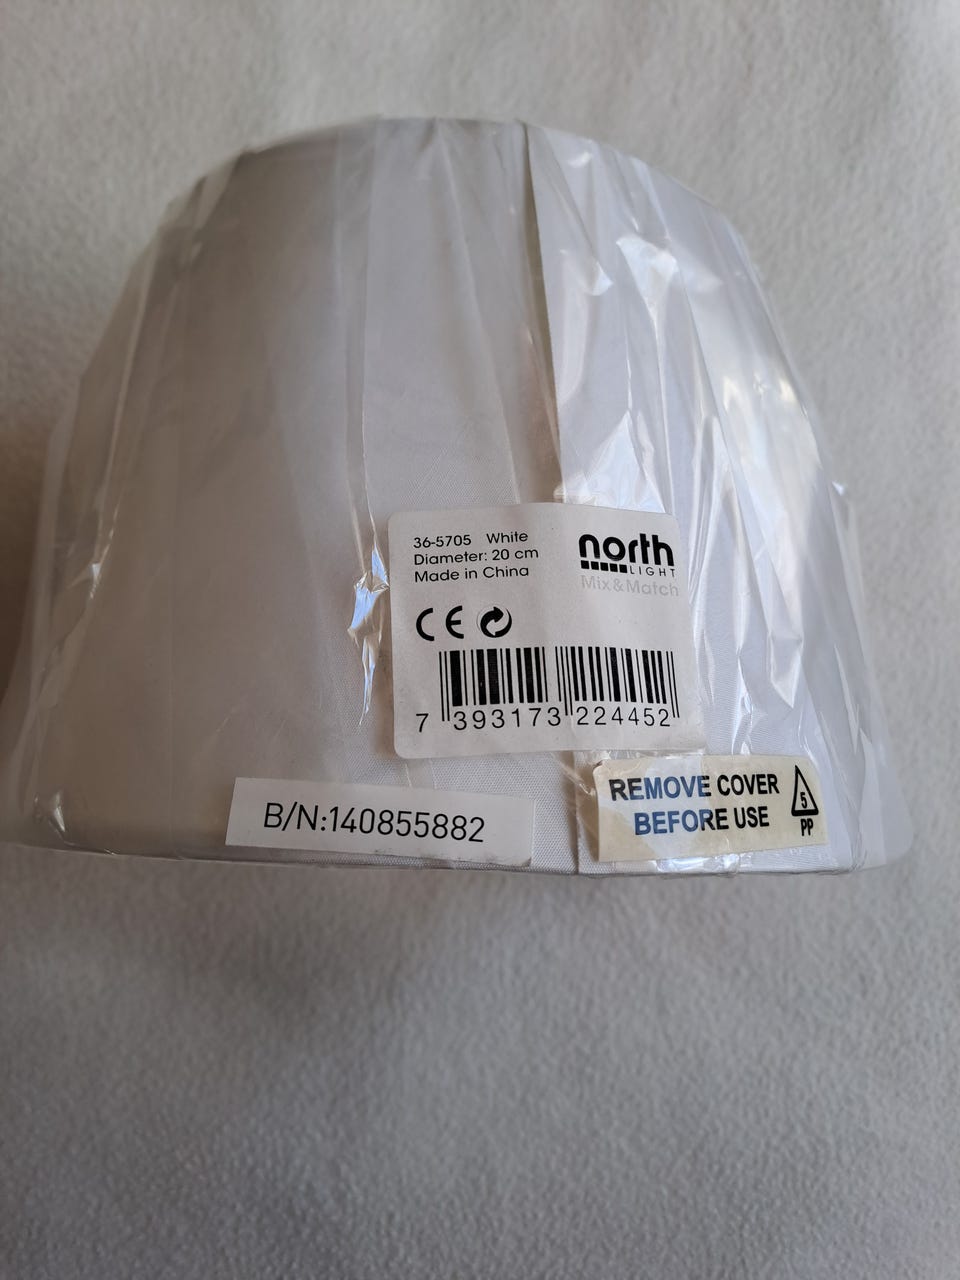 36-5705 White
Diameter: 20 cm
Made in China
north
LIGHT
Mix&Match
CE
7 393173 224452
B/N:140855882
REMOVE COVER
BEFORE USE
5
PP